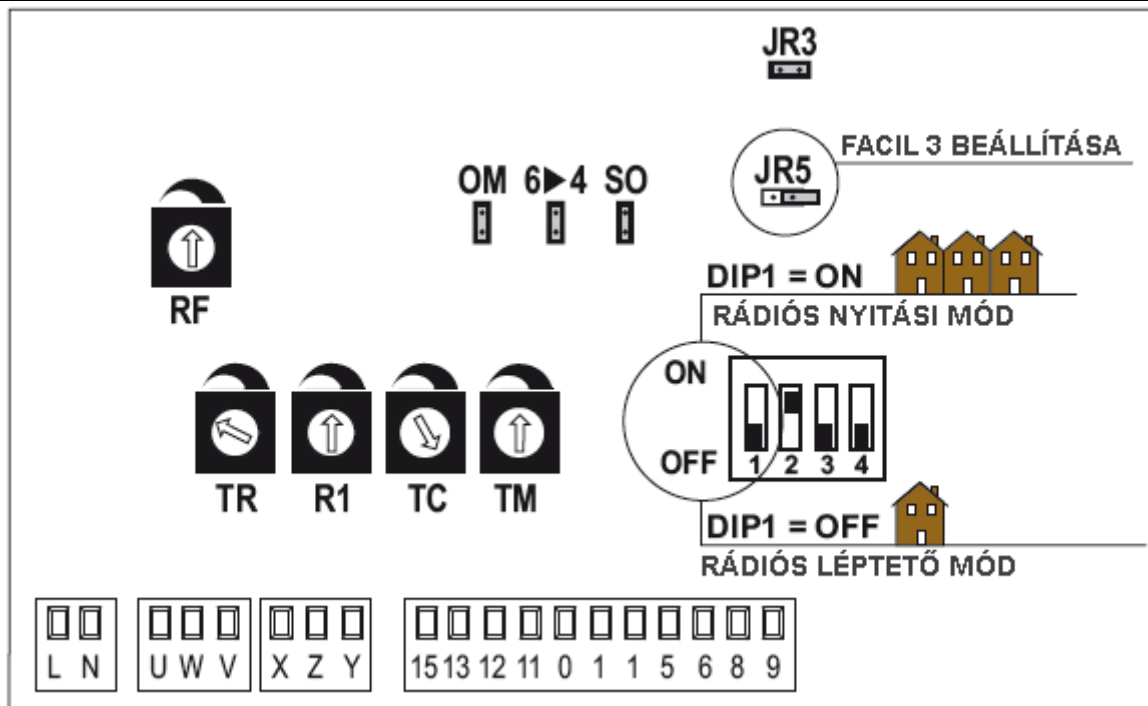 JR3
FACIL 3 BEÁLLÍTÁSA
OM 6▶4 SO
JR5
RF
DIP1 = ON
RÁDIÓS NYITÁSI MÓD
ON
OFF
1 2 3 4
TR R1 TC TM
DIP1 = OFF
RÁDIÓS LÉPTETŐ MÓD
L N U W V X Z Y 15 13 12 11 0 1 1 5 6 8 9